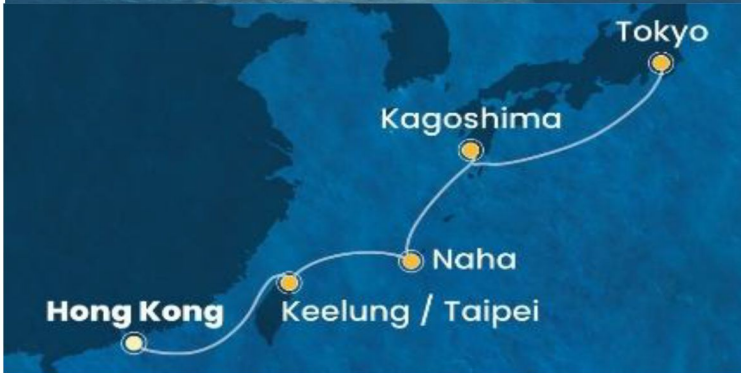 Tokyo
Kagoshima
Naha
Hong Kong
Keelung / Taipei